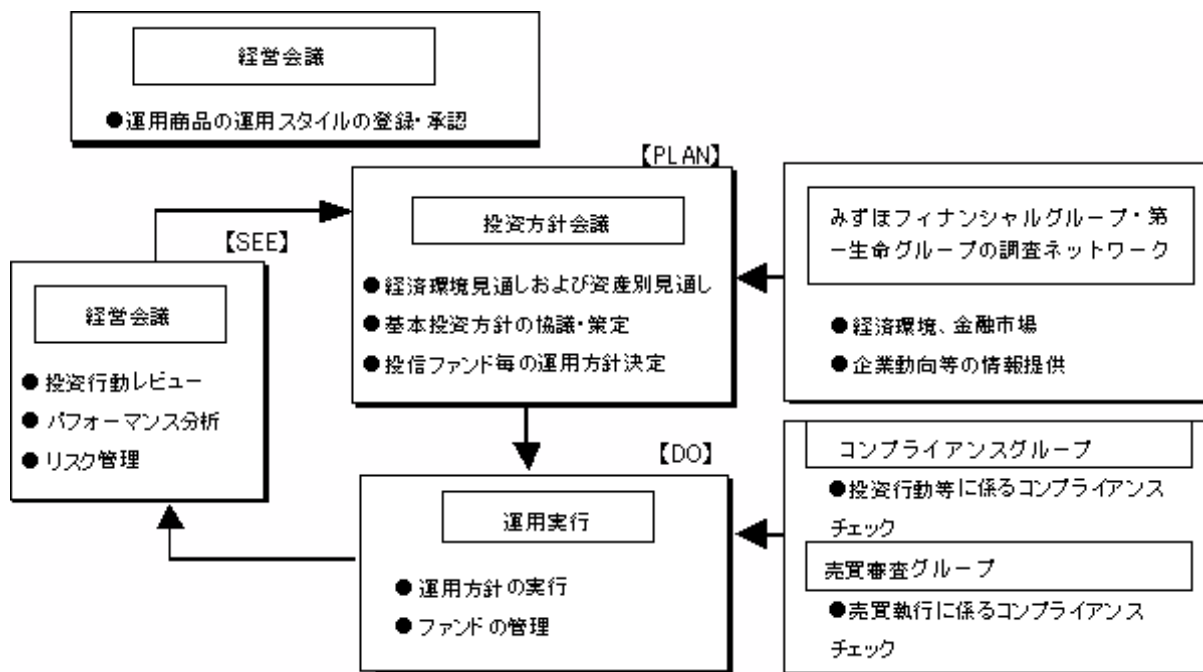 経営会議
●運用商品の運用スタイルの登録・承認
【PLAN】
投資方針会議
●経済環境見通しおよび資産別見通し
●基本投資方針の協議・策定
●投信ファンド毎の運用方針決定
みずほフィナンシャルグループ・第
一生命グループの調査ネットワーク
●経済環境、金融市場
●企業動向等の情報提供
【SEE】
経営会議
●投資行動レビュー
●パフォーマンス分析
●リスク管理
【DO】
運用実行
●運用方針の実行
●ファンドの管理
コンプライアンスグループ
●投資行動等に係るコンプライアンス
チェック
売買審査グループ
●売買執行に係るコンプライアンス
チェック